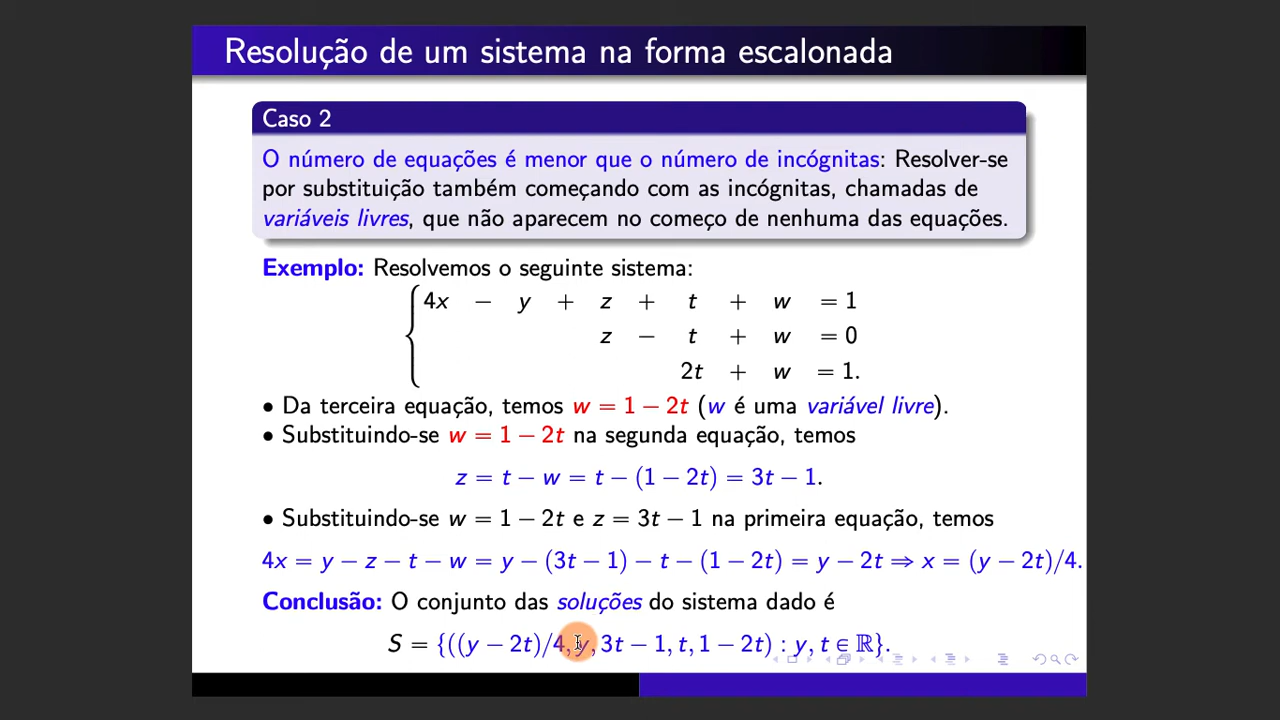 Resolução de um sistema na forma escalonada
Caso 2
O número de equações é menor que o número de incógnitas: Resolver-se
por substituição também começando com as incógnitas, chamadas de
variáveis livres, que não aparecem no começo de nenhuma das equações.
Exemplo: Resolvemos o seguinte sistema:
4x − y + z + t + w = 1
z − t + w = 0
2t + w = 1.
• Da terceira equação, temos w = 1 − 2t (w é uma variável livre).
• Substituindo-se w = 1 − 2t na segunda equação, temos
z = t − w = t − (1 − 2t) = 3t − 1.
• Substituindo-se w = 1 − 2t e z = 3t − 1 na primeira equação, temos
4x = y − z − t − w = y − (3t − 1) − t − (1 − 2t) = y − 2t ⇒ x = (y − 2t)/4.
Conclusão: O conjunto das soluções do sistema dado é
S = {((y − 2t)/4, y, 3t − 1, t, 1 − 2t) : y, t ∈ ℝ}.